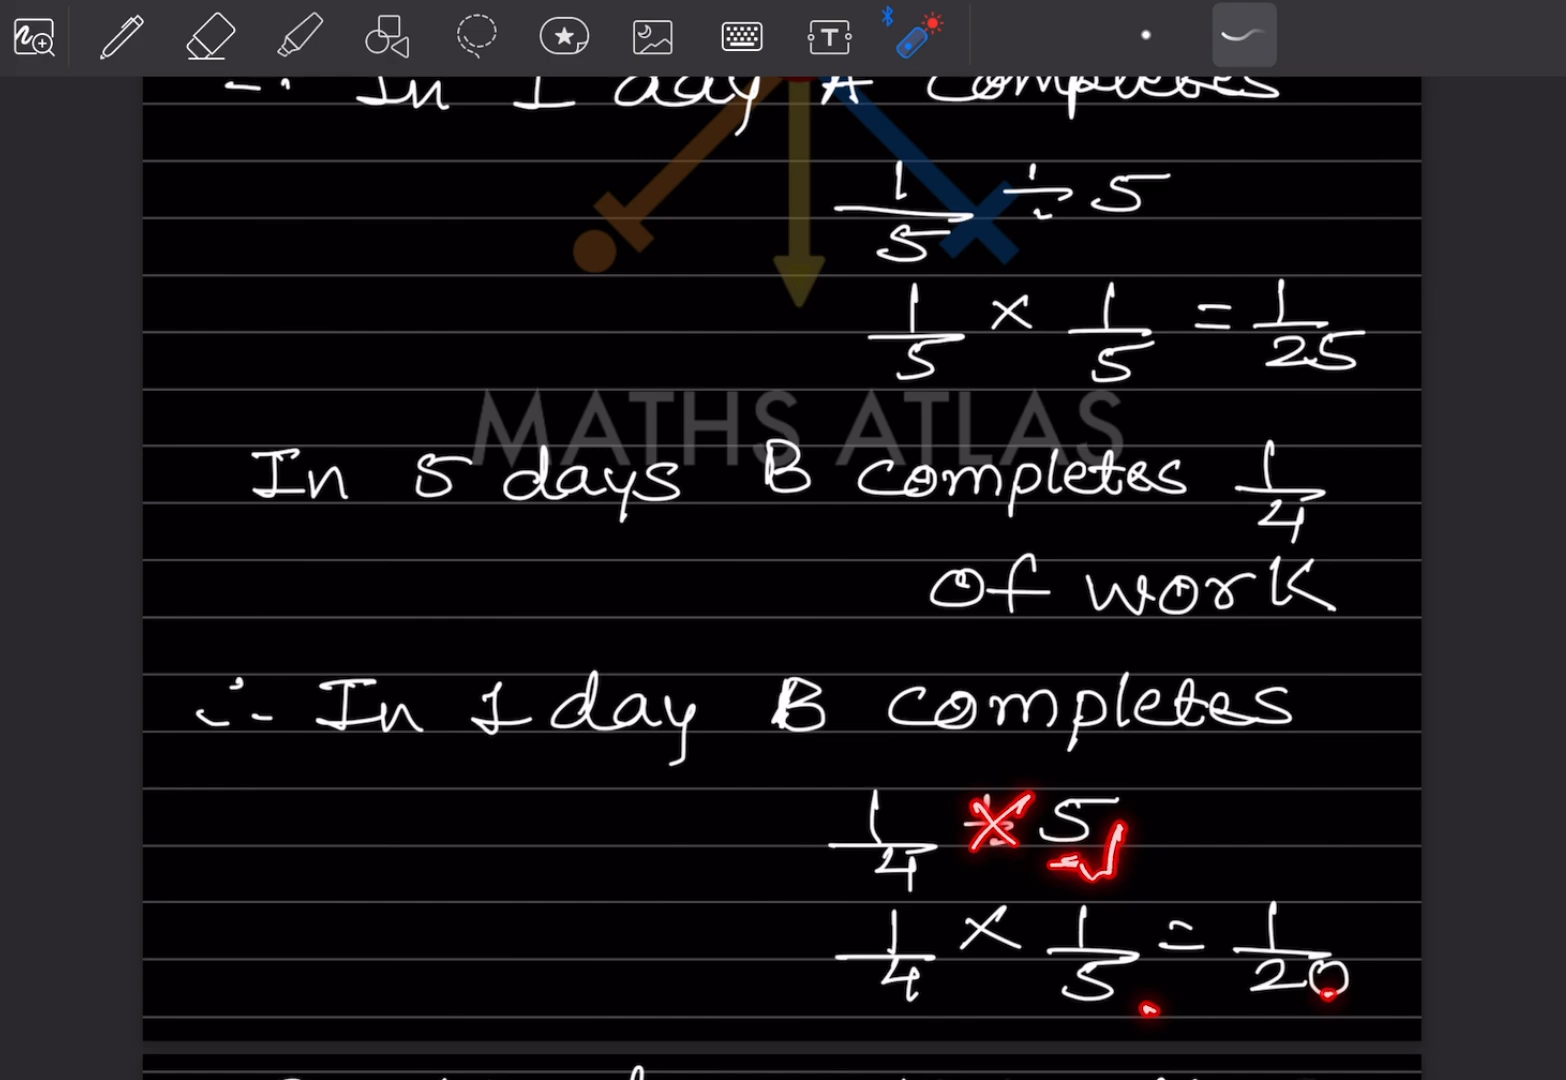 ∴ In 1 day A completes
1/5 ÷ 5
1/5 × 1/5 = 1/25
MATHS ATLAS
In 5 days B completes 1/4
of work
∴ In 1 day B completes
1/4 ÷ 5
1/4 × 1/5 = 1/20